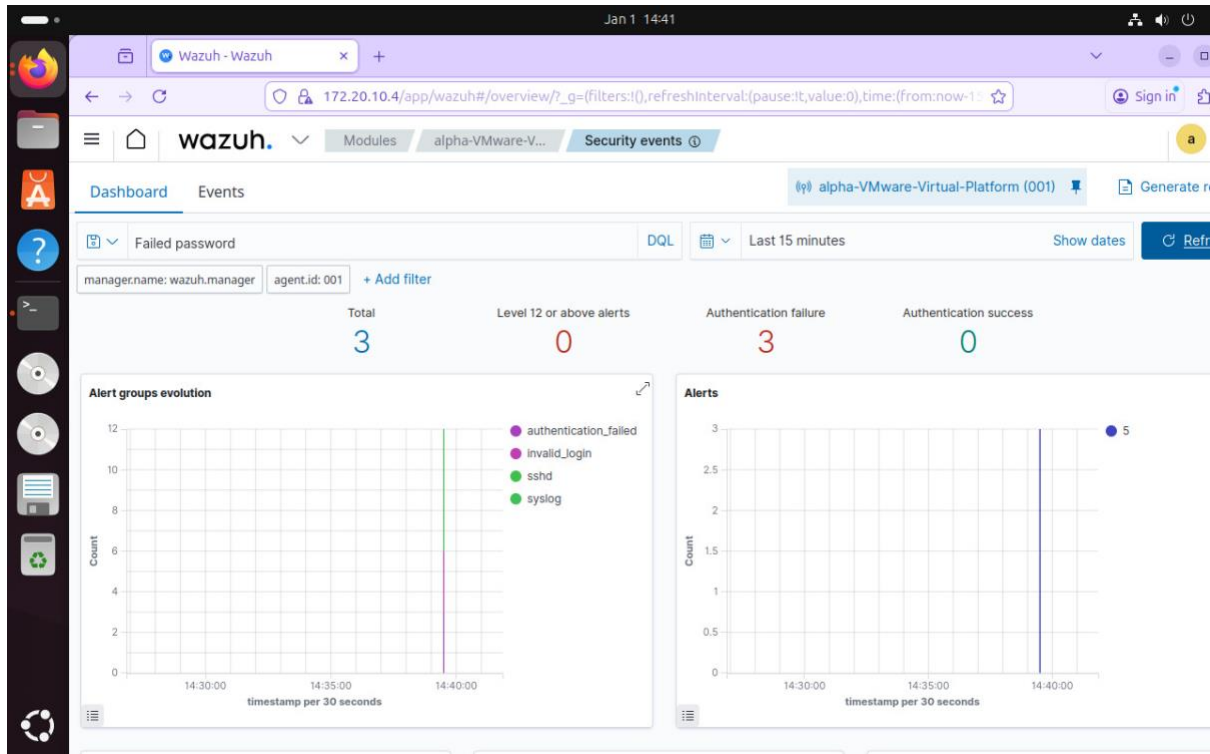 Jan 1 14:41
Wazuh - Wazuh
172.20.10.4/app/wazuh#/overview/?_g=(filters:!(),refreshInterval:(pause:!t,value:0),time:(from:now-15
Sign in
wazuh.
Modules
alpha-VMware-V...
Security events
a
Dashboard
Events
alpha-VMware-Virtual-Platform (001)
Generate re
Failed password
DQL
Last 15 minutes
Show dates
Refr
manager.name: wazuh.manager
agent.id: 001
+ Add filter
Total
3
Level 12 or above alerts
0
Authentication failure
3
Authentication success
0
Alert groups evolution
12
10
8
6
4
2
0
Count
14:30:00
14:35:00
14:40:00
timestamp per 30 seconds
authentication_failed
invalid_login
sshd
syslog
Alerts
3
2.5
2
1.5
1
0.5
0
Count
14:30:00
14:35:00
14:40:00
timestamp per 30 seconds
5